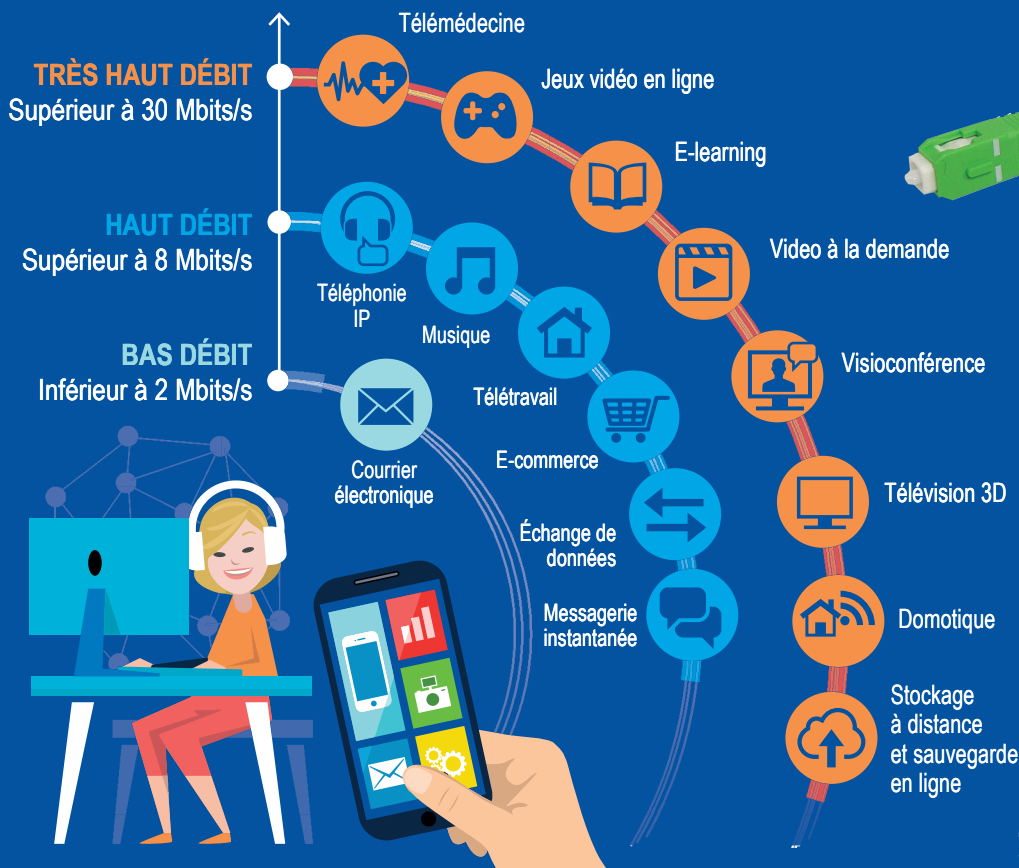 TRÈS HAUT DÉBIT
Supérieur à 30 Mbits/s
Télémédecine
Jeux vidéo en ligne
E-learning
Video à la demande
Visioconférence
Télévision 3D
Domotique
Stockage
à distance
et sauvegarde
en ligne
HAUT DÉBIT
Supérieur à 8 Mbits/s
Téléphonie
IP
Musique
Télétravail
E-commerce
Échange de
données
Messagerie
instantanée
BAS DÉBIT
Inférieur à 2 Mbits/s
Courrier
électronique